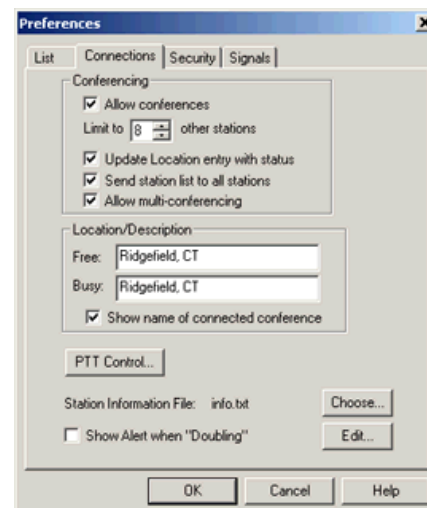 Preferences
List Connections Security Signals
Conferencing
Allow conferences
Limit to 8 other stations
Update Location entry with status
Send station list to all stations
Allow multi-conferencing
Location/Description
Free: Ridgefield, CT
Busy: Ridgefield, CT
Show name of connected conference
PTT Control...
Station Information File: info.txt Choose...
Show Alert when "Doubling" Edit...
OK Cancel Help